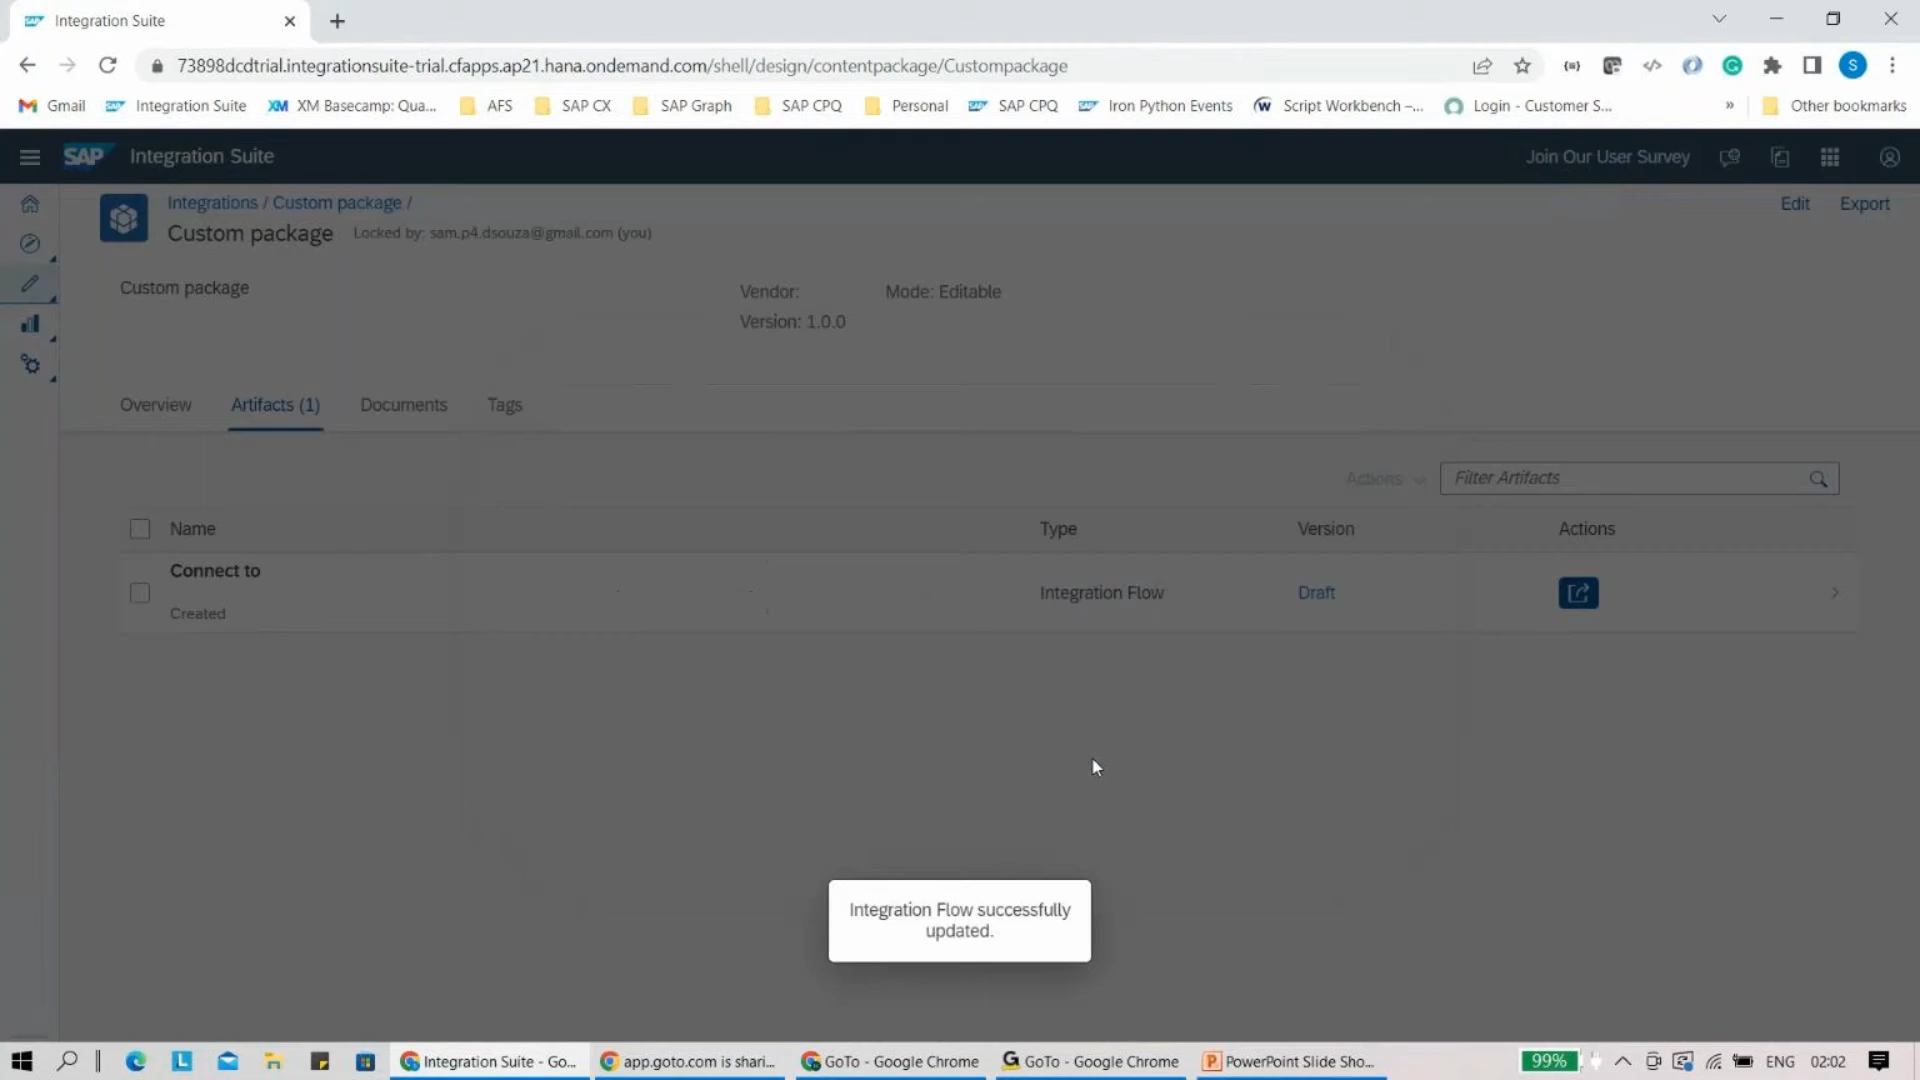 Integration Suite
73898dcdtrial.integrationsuite-trial.cfapps.ap21.hana.ondemand.com/shell/design/contentpackage/Custompackage
S
Gmail
Integration Suite
XM XM Basecamp: Qua...
AFS
SAP CX
SAP Graph
SAP CPQ
Personal
SAP CPQ
Iron Python Events
Script Workbench –...
Login - Customer S...
»
Other bookmarks
SAP Integration Suite
Join Our User Survey
Integrations / Custom package /
Edit
Export
Custom package
Locked by: sam.p4.dsouza@gmail.com (you)
Custom package
Vendor:
Mode: Editable
Version: 1.0.0
Overview
Artifacts (1)
Documents
Tags
Actions
Filter Artifacts
Name
Type
Version
Actions
Connect to
Integration Flow
Draft
Created
Integration Flow successfully
updated.
Integration Suite - Go...
app.goto.com is shari...
GoTo - Google Chrome
GoTo - Google Chrome
PowerPoint Slide Sho...
99%
ENG
02:02